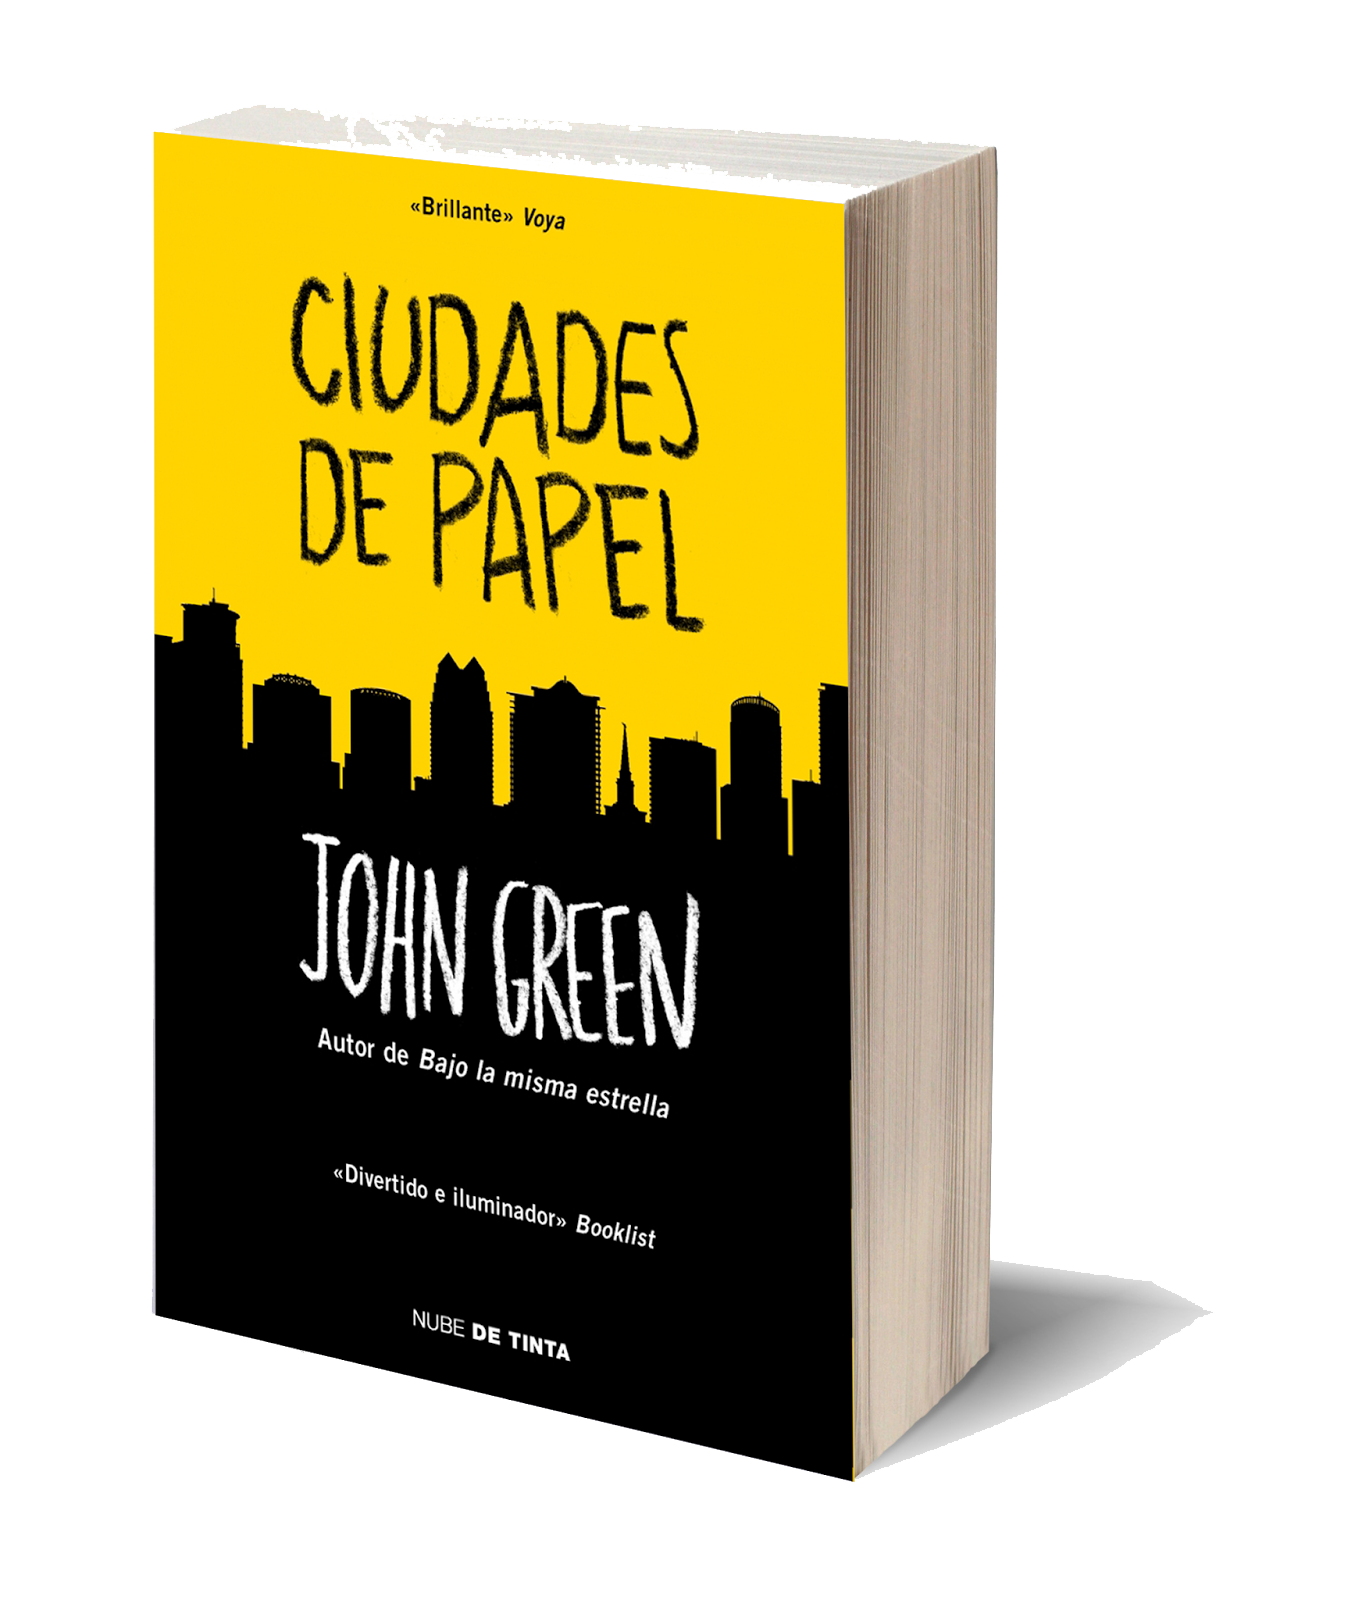 «Brillante» Voya
CIUDADES
DE PAPEL
JOHN GREEN
Autor de Bajo la misma estrella
«Divertido e iluminador» Booklist
NUBE DE TINTA